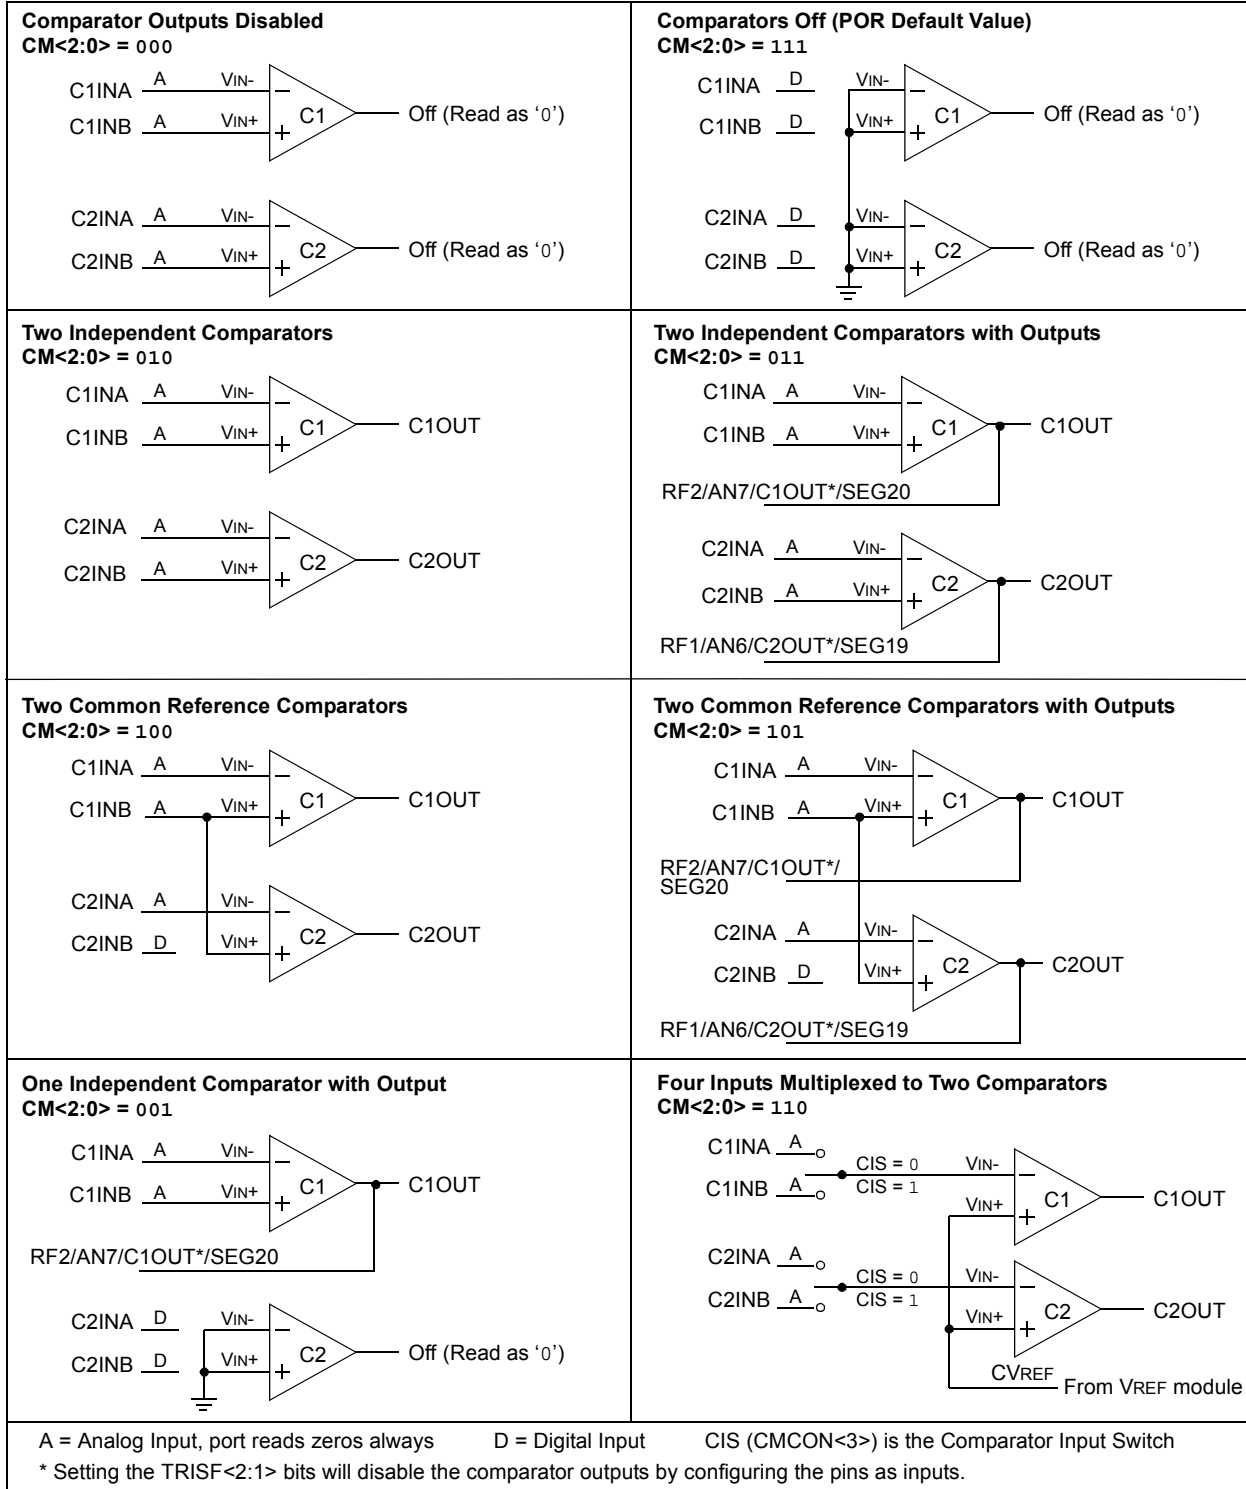 Comparator Outputs Disabled
CM<2:0> = 000
C1INA A VIN-
C1INB A VIN+
C1
Off (Read as ‘0’)
C2INA A VIN-
C2INB A VIN+
C2
Off (Read as ‘0’)
Comparators Off (POR Default Value)
CM<2:0> = 111
C1INA D VIN-
C1INB D VIN+
C1
Off (Read as ‘0’)
C2INA D VIN-
C2INB D VIN+
C2
Off (Read as ‘0’)
Two Independent Comparators
CM<2:0> = 010
C1INA A VIN-
C1INB A VIN+
C1
C1OUT
C2INA A VIN-
C2INB A VIN+
C2
C2OUT
Two Independent Comparators with Outputs
CM<2:0> = 011
C1INA A VIN-
C1INB A VIN+
C1
C1OUT
RF2/AN7/C1OUT*/SEG20
C2INA A VIN-
C2INB A VIN+
C2
C2OUT
RF1/AN6/C2OUT*/SEG19
Two Common Reference Comparators
CM<2:0> = 100
C1INA A VIN-
C1INB A VIN+
C1
C1OUT
C2INA A VIN-
C2INB D VIN+
C2
C2OUT
Two Common Reference Comparators with Outputs
CM<2:0> = 101
C1INA A VIN-
C1INB A VIN+
C1
C1OUT
RF2/AN7/C1OUT*/
SEG20
C2INA A VIN-
C2INB D VIN+
C2
C2OUT
RF1/AN6/C2OUT*/SEG19
One Independent Comparator with Output
CM<2:0> = 001
C1INA A VIN-
C1INB A VIN+
C1
C1OUT
RF2/AN7/C1OUT*/SEG20
C2INA D VIN-
C2INB D VIN+
C2
Off (Read as ‘0’)
Four Inputs Multiplexed to Two Comparators
CM<2:0> = 110
C1INA A
CIS = 0 VIN-
C1INB A CIS = 1
VIN+
C1
C1OUT
C2INA A
CIS = 0 VIN-
C2INB A CIS = 1
VIN+
C2
C2OUT
CVREF
From VREF module
A = Analog Input, port reads zeros always D = Digital Input CIS (CMCON<3>) is the Comparator Input Switch
* Setting the TRISF<2:1> bits will disable the comparator outputs by configuring the pins as inputs.